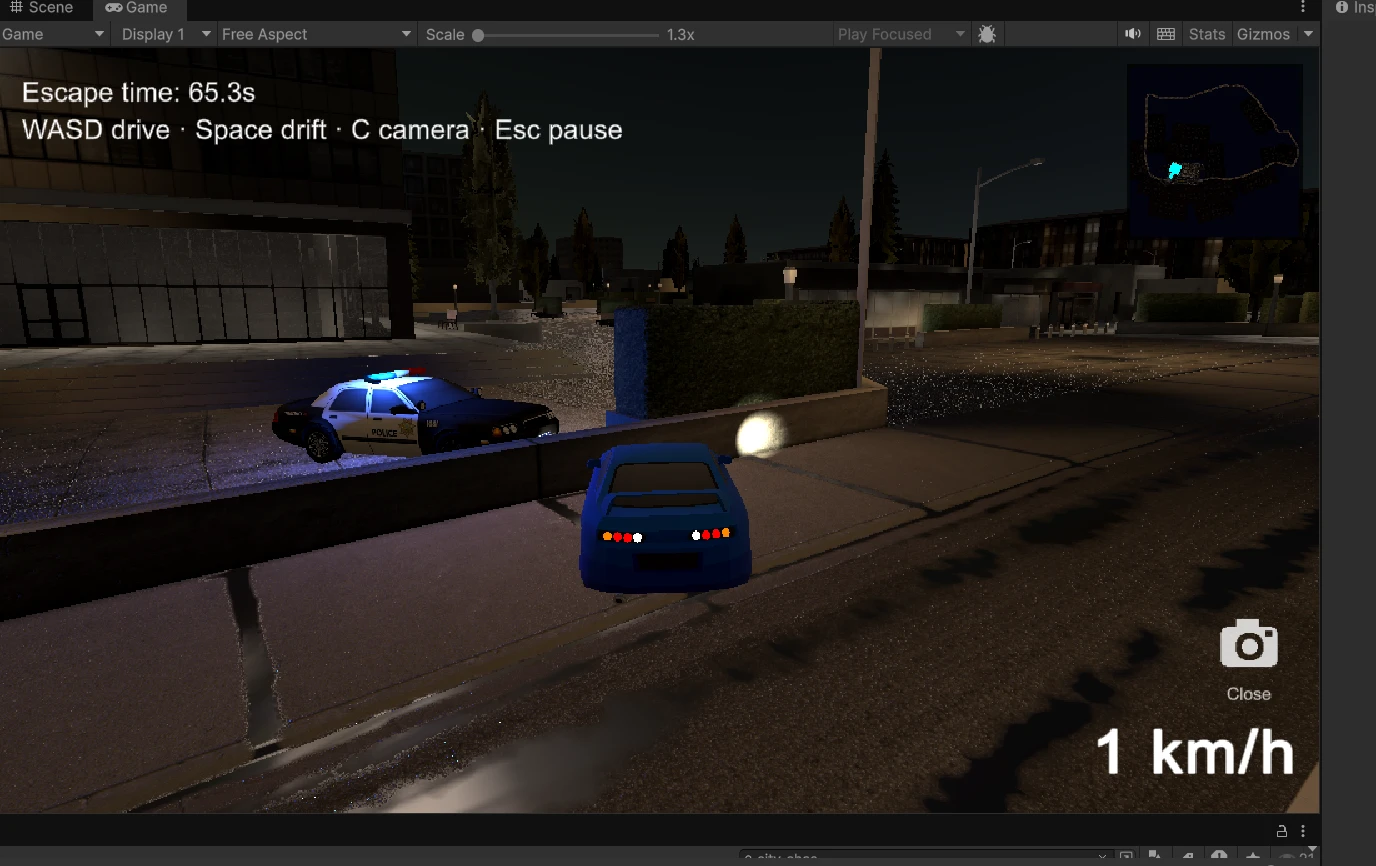 Scene Game
Ins
Game Display 1 Free Aspect Scale 1.3x Play Focused Stats Gizmos
Escape time: 65.3s
WASD drive · Space drift · C camera · Esc pause
POLICE
Close
1 km/h